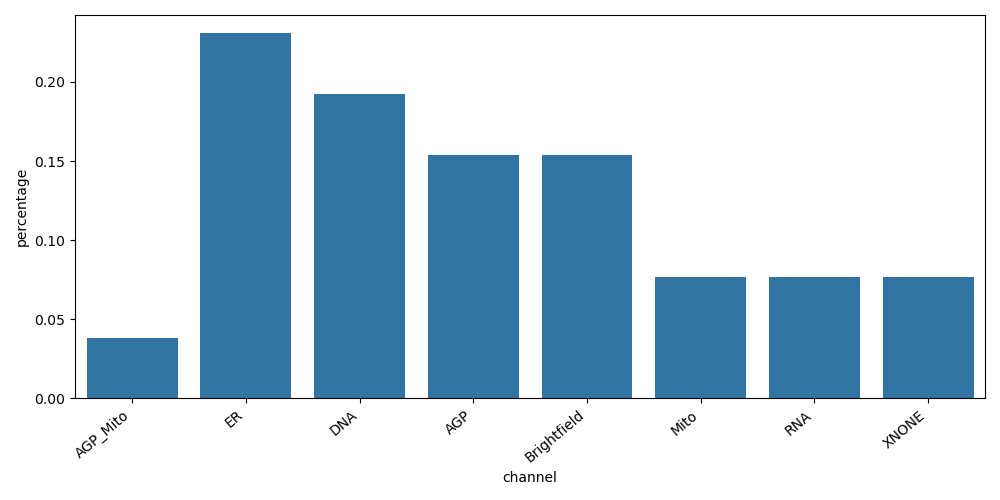 percentage
0.20
0.15
0.10
0.05
0.00
AGP_Mito
ER
DNA
AGP
Brightfield
Mito
RNA
XNONE
channel